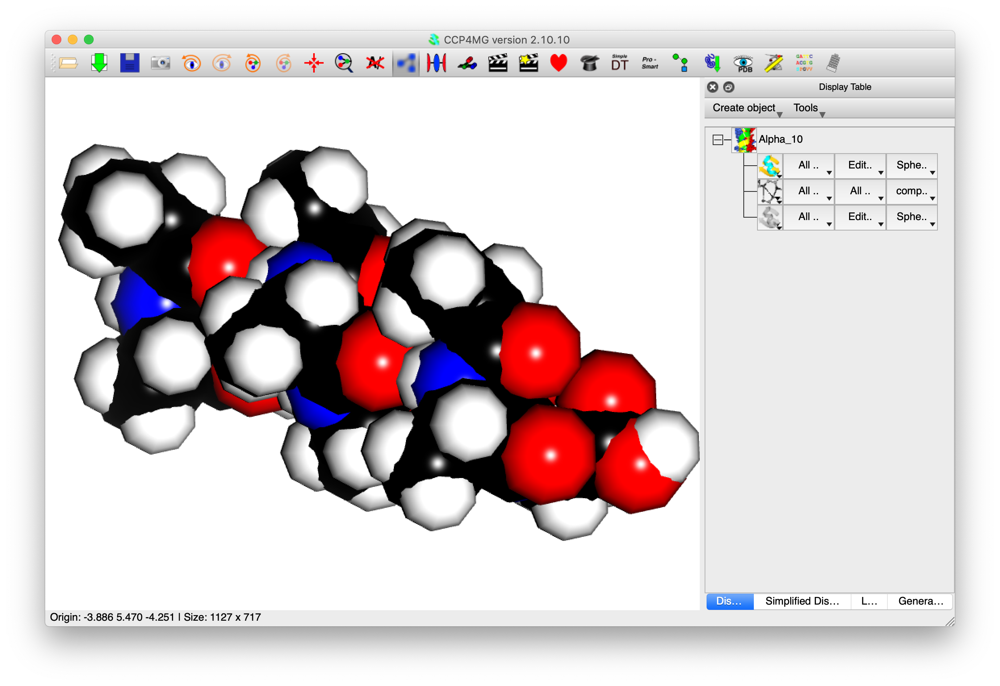 CCP4MG version 2.10.10
Simple
DT
Pro -
Smart
PDB
Display Table
Create object Tools
Alpha_10
All .. Edit.. Sphe..
All .. All .. comp..
All .. Edit.. Sphe..
Dis... Simplified Dis... L... Genera...
Origin: -3.886 5.470 -4.251 | Size: 1127 x 717